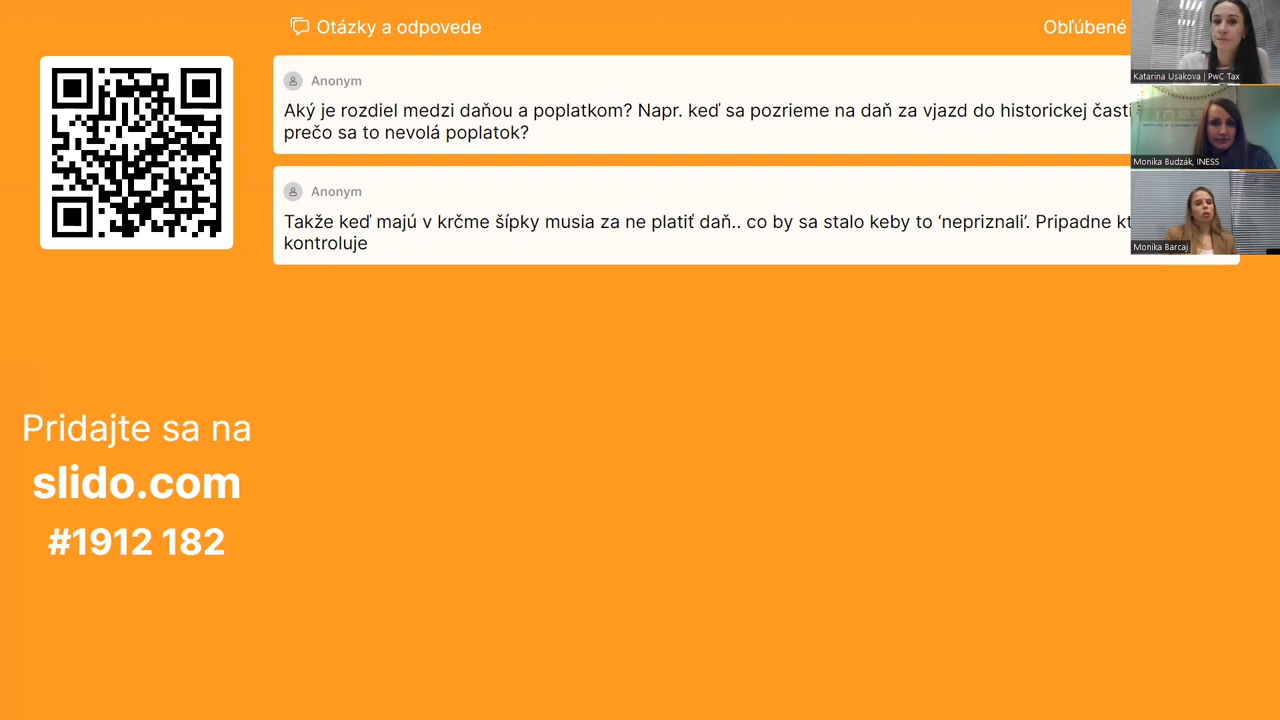 Otázky a odpovede
Obľúbené
Anonym
Aký je rozdiel medzi daňou a poplatkom? Napr. keď sa pozrieme na daň za vjazd do historickej časti
prečo sa to nevolá poplatok?
Anonym
Takže keď majú v krčme šípky musia za ne platiť daň.. co by sa stalo keby to ‘nepriznali’. Pripadne
kontroluje
Pridajte sa na
slido.com
#1912 182
Katarina Usakova | PwC Tax
Monika Budzák, INESS
Monika Barcaj